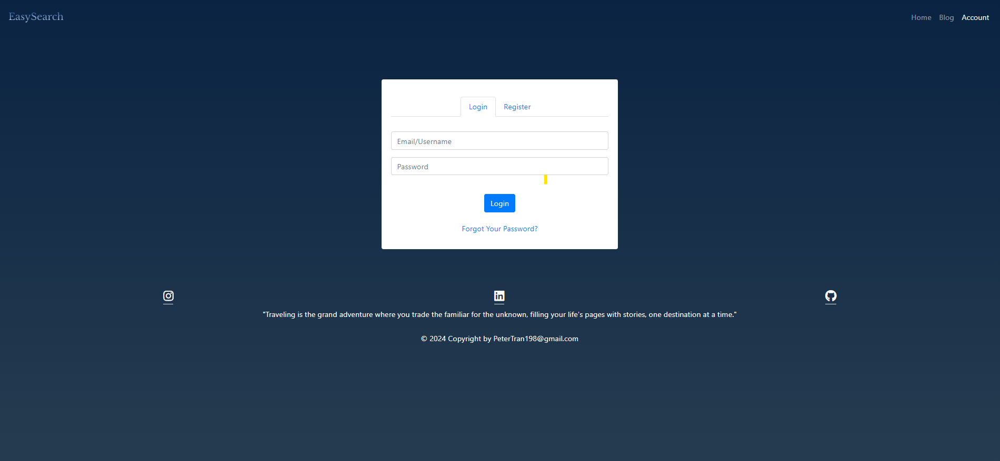 EasySearch
Home Blog Account
Login Register
Email/Username
Password
Login
Forgot Your Password?
in
"Traveling is the grand adventure where you trade the familiar for the unknown, filling your life's pages with stories, one destination at a time."
© 2024 Copyright by PeterTran198@gmail.com